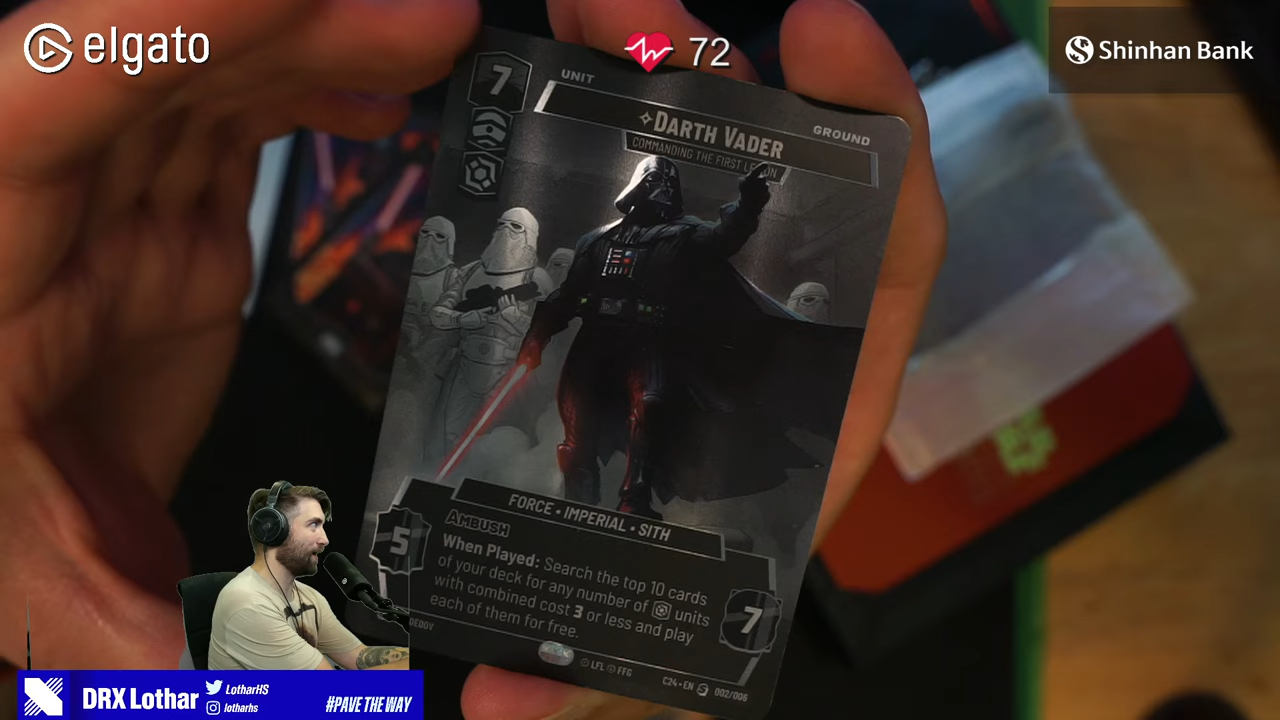 elgato
72
Shinhan Bank
7
UNIT
DARTH VADER
GROUND
COMMANDING THE FIRST LEGION
FORCE • IMPERIAL • SITH
5
AMBUSH
When Played: Search the top 10 cards
of your deck for any number of units
with combined cost 3 or less and play
each of them for free.
7
LFL FFG
C24 • EN 002/006
DRX Lothar
LotharHS
lotharhs
#PAVE THE WAY